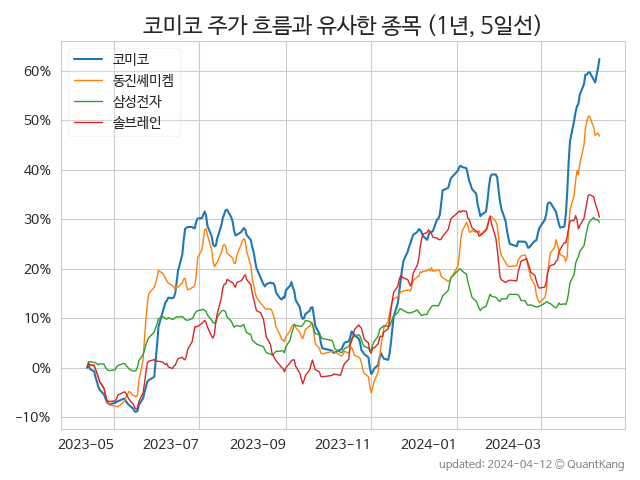 코미코 주가 흐름과 유사한 종목 (1년, 5일선)
코미코
동진쎄미켐
삼성전자
솔브레인
60%
50%
40%
30%
20%
10%
0%
−10%
2023-05 2023-07 2023-09 2023-11 2024-01 2024-03
updated: 2024-04-12 © QuantKang